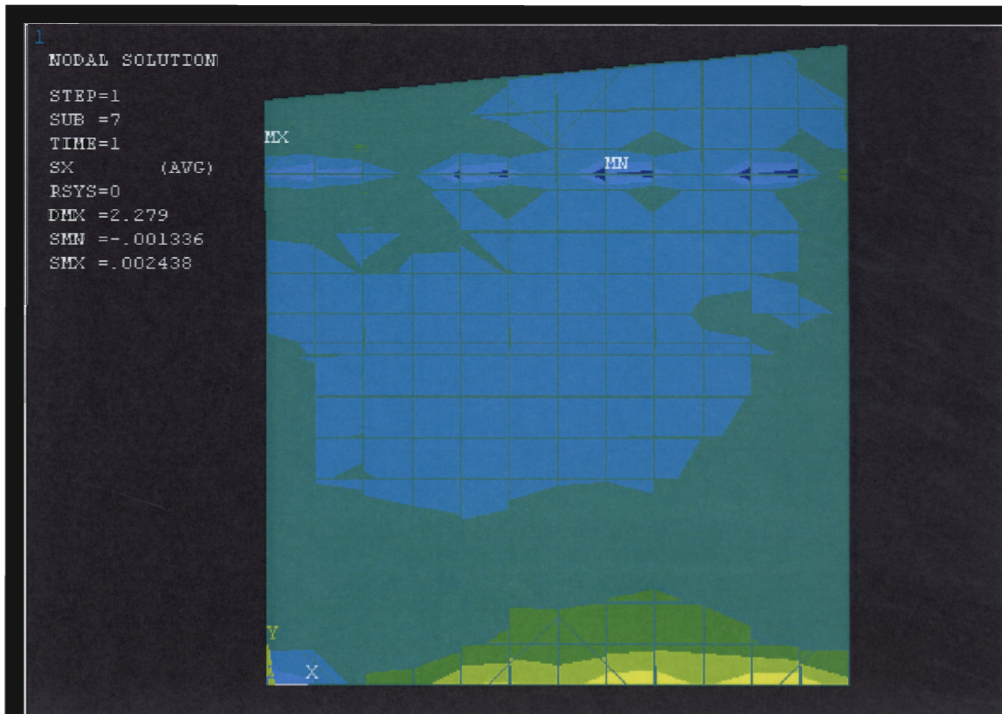 1
NODAL SOLUTION
STEP=1
SUB =7
TIME=1
SX (AVG)
RSYS=0
DMX =2.279
SMN =-.001336
SMX =.002438
MX
MN
Y
X